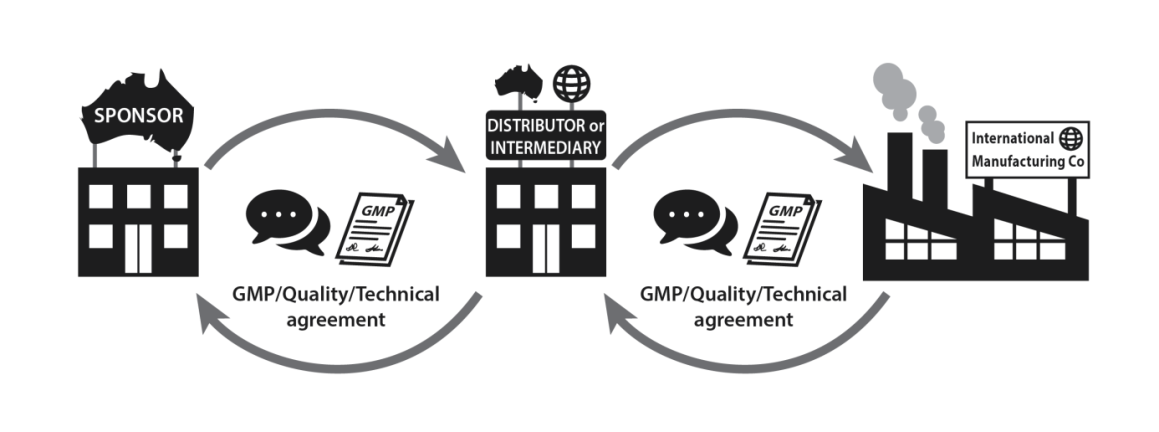 SPONSOR
DISTRIBUTOR or
INTERMEDIARY
International
Manufacturing Co
GMP
GMP/Quality/Technical
agreement
GMP
GMP/Quality/Technical
agreement